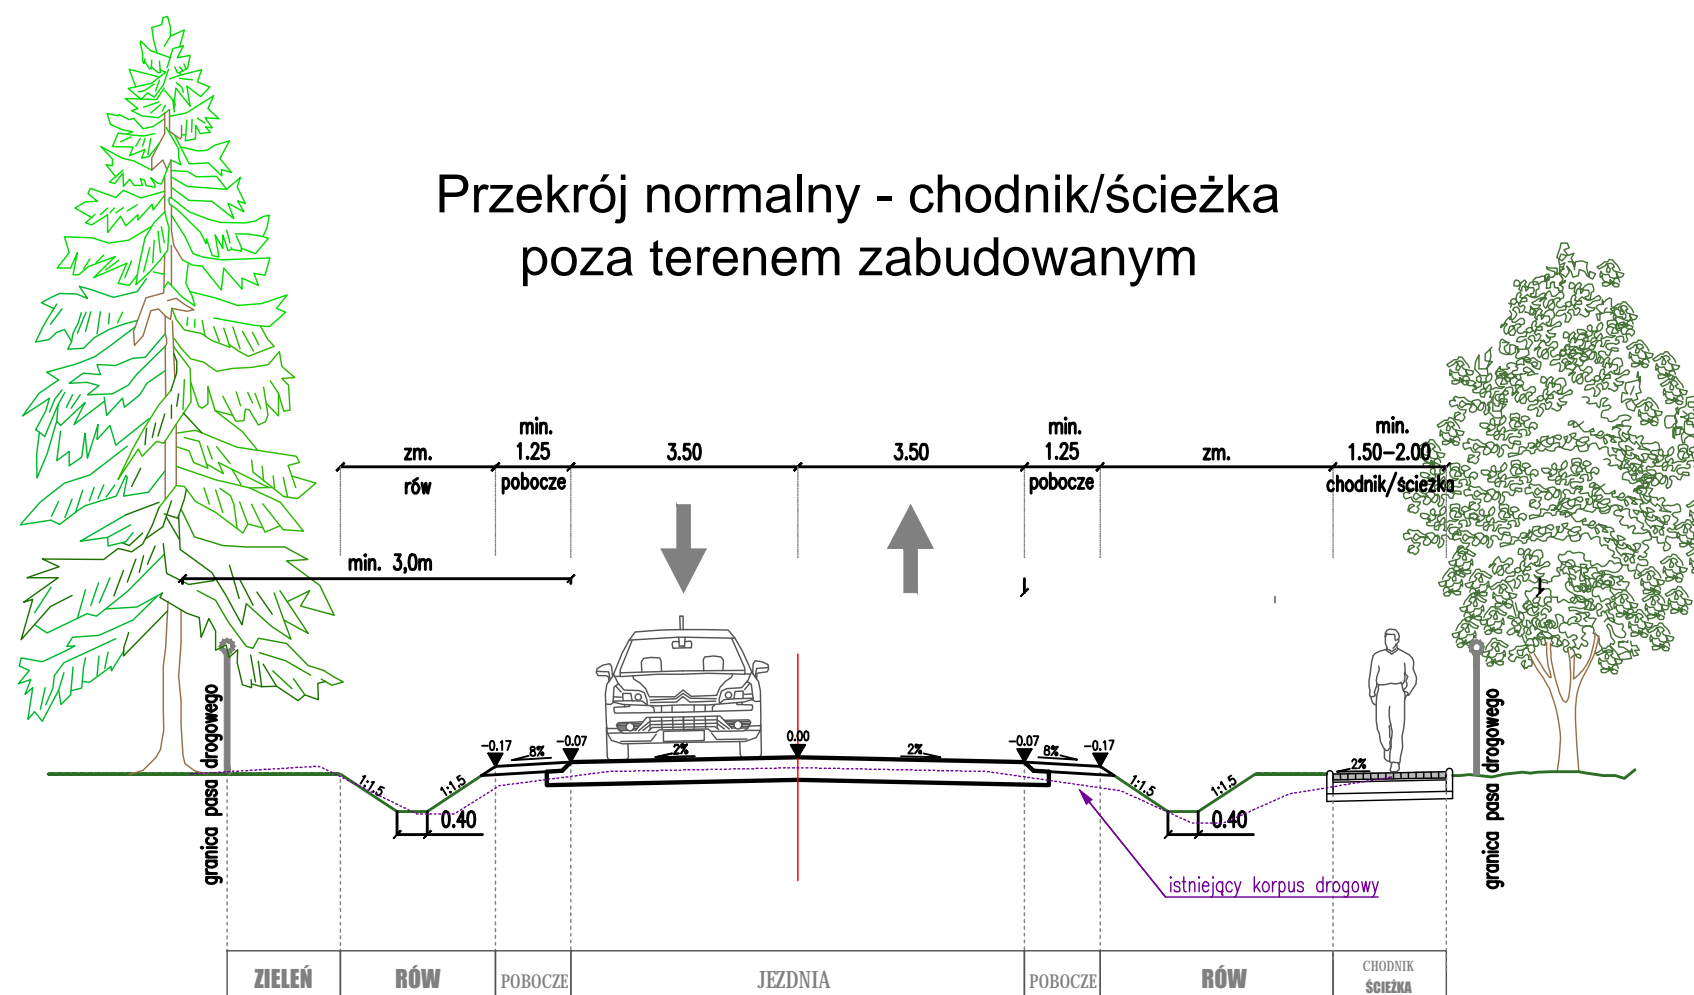 Przekrój normalny - chodnik/ścieżka
poza terenem zabudowanym
zm.
min.
1.25
3.50
3.50
min.
1.25
zm.
min.
1.50-2.00
rów
pobocze
pobocze
chodnik/ścieżka
min. 3,0m
granica pasa drogowego
-0.17
8%
-0.07
2%
0.00
2%
-0.07
8%
-0.17
2%
granica pasa drogowego
1:1.5
1:1.5
1:1.5
1:1.5
0.40
0.40
istniejący korpus drogowy
ZIELEŃ
RÓW
POBOCZE
JEZDNIA
POBOCZE
RÓW
CHODNIK
ŚCIEŻKA